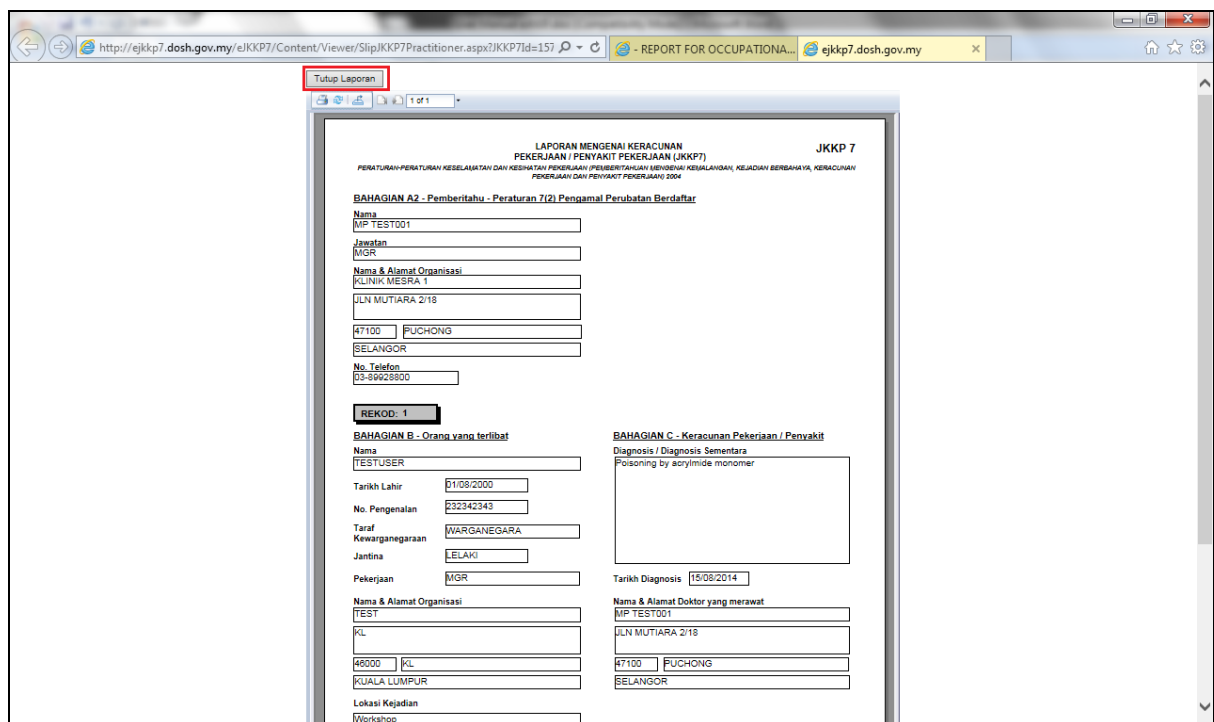 http://ejkkp7.dosh.gov.my/eJKKP7/Content/Viewer/SlipJKKP7Practitioner.aspx?JKKP7Id=157
- REPORT FOR OCCUPATIONA...
ejkkp7.dosh.gov.my
Tutup Laporan
1 of 1
LAPORAN MENGENAI KERACUNAN
PEKERJAAN / PENYAKIT PEKERJAAN (JKKP7)
JKKP 7
PERATURAN-PERATURAN KESELAMATAN DAN KESIHATAN PEKERJAAN (PEMBERITAHUAN MENGENAI KEMALANGAN, KEJADIAN BERBAHAYA, KERACUNAN
PEKERJAAN DAN PENYAKIT PEKERJAAN) 2004
BAHAGIAN A2 - Pemberitahu - Peraturan 7(2) Pengamal Perubatan Berdaftar
Nama
MP TEST001
Jawatan
MGR
Nama & Alamat Organisasi
KLINIK MESRA 1
JLN MUTIARA 2/18
47100 PUCHONG
SELANGOR
No. Telefon
03-89928800
REKOD: 1
BAHAGIAN B - Orang yang terlibat
Nama
TESTUSER
Tarikh Lahir 01/08/2000
No. Pengenalan 232342343
Taraf
Kewarganegaraan WARGANEGARA
Jantina LELAKI
Pekerjaan MGR
Nama & Alamat Organisasi
TEST
KL
46000 KL
KUALA LUMPUR
Lokasi Kejadian
Workshop
BAHAGIAN C - Keracunan Pekerjaan / Penyakit
Diagnosis / Diagnosis Sementara
Poisoning by acrylmide monomer
Tarikh Diagnosis 15/08/2014
Nama & Alamat Doktor yang merawat
MP TEST001
JLN MUTIARA 2/18
47100 PUCHONG
SELANGOR